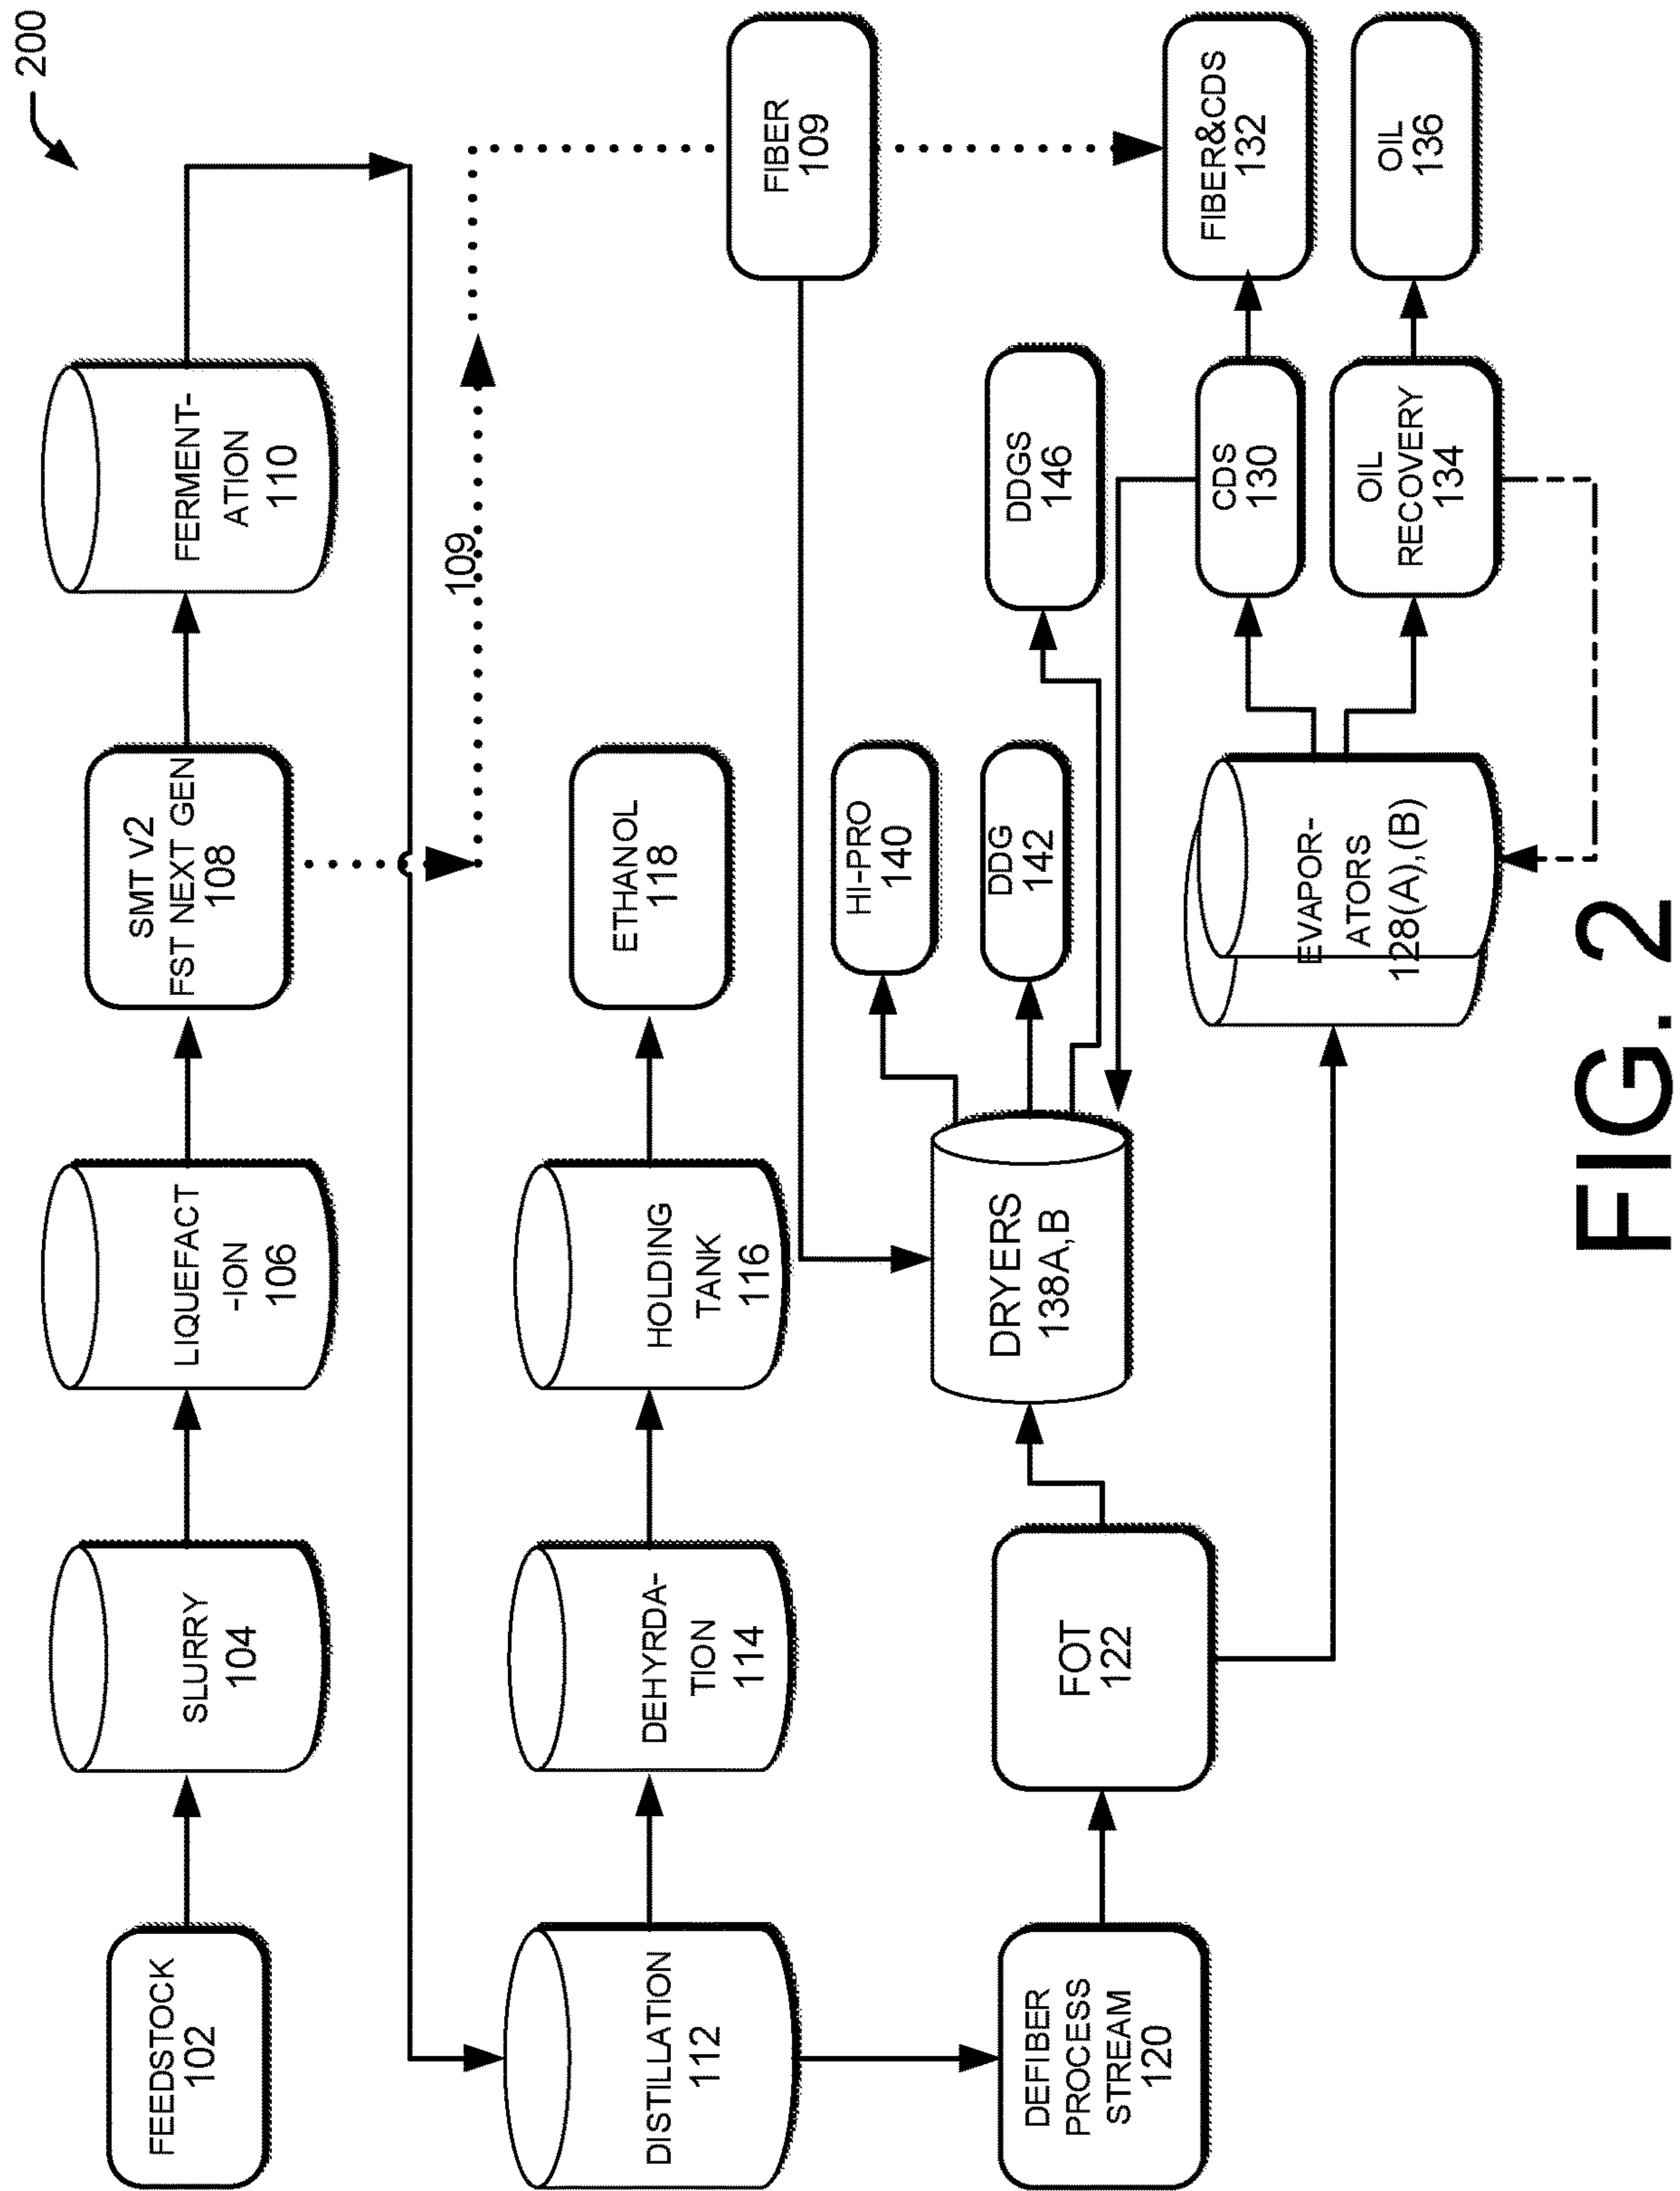 200
FEEDSTOCK
102
SLURRY
104
LIQUEFACT
-ION
106
SMT V2
FST NEXT GEN
108
FERMENT-
ATION
110
109
DISTILLATION
112
DEHYRDA-
TION
114
HOLDING
TANK
116
ETHANOL
118
FIBER
109
DEFIBER
PROCESS
STREAM
120
FOT
122
DRYERS
138A,B
HI-PRO
140
DDG
142
DDGS
146
EVAPOR-
ATORS
128(A),(B)
CDS
130
FIBER&CDS
132
OIL
RECOVERY
134
OIL
136
FIG. 2